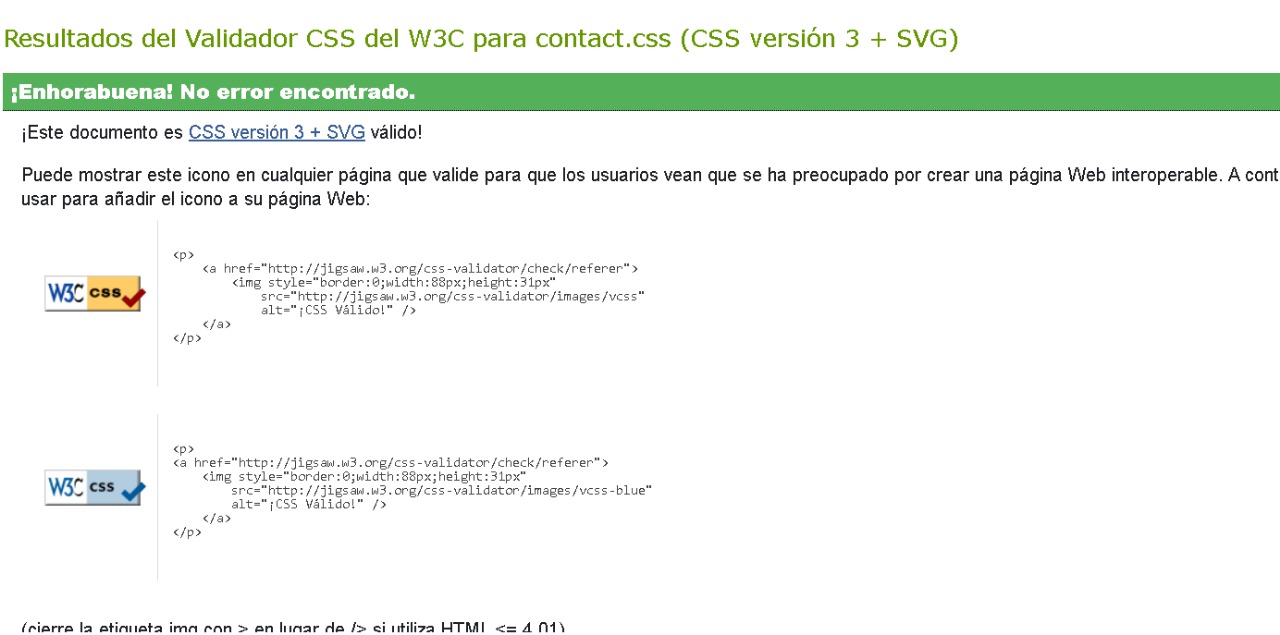 Resultados del Validador CSS del W3C para contact.css (CSS versión 3 + SVG)
¡Enhorabuena! No error encontrado.
¡Este documento es CSS versión 3 + SVG válido!
Puede mostrar este icono en cualquier página que valide para que los usuarios vean que se ha preocupado por crear una página Web interoperable. A cont
usar para añadir el icono a su página Web:
<p>
<a href="http://jigsaw.w3.org/css-validator/check/referer">
<img style="border:0;width:88px;height:31px"
W3C css
src="http://jigsaw.w3.org/css-validator/images/vcss"
alt="¡CSS Válido!" />
</a>
</p>
<p>
<a href="http://jigsaw.w3.org/css-validator/check/referer">
<img style="border:0;width:88px;height:31px"
W3C css
src="http://jigsaw.w3.org/css-validator/images/vcss-blue"
alt="¡CSS Válido!" />
</a>
</p>
(cierre la etiqueta img con > en lugar de /> si utiliza HTML <= 4.01)